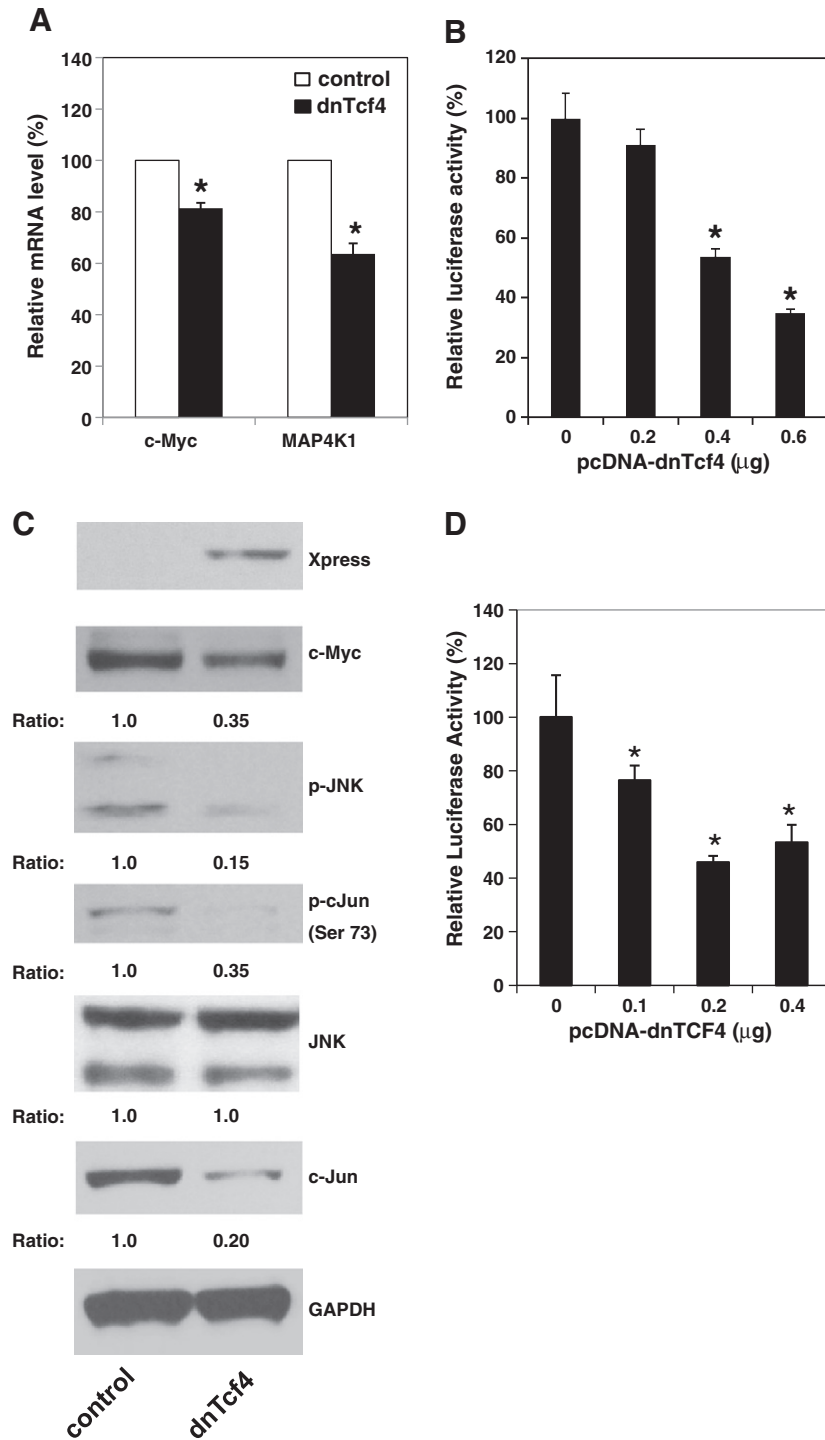 A
140
120
100
80
60
40
20
0
Relative mRNA level (%)
control
dnTcf4
*
*
c-Myc
MAP4K1
B
120
100
80
60
40
20
0
Relative luciferase activity (%)
*
*
0
0.2
0.4
0.6
pcDNA-dnTcf4 (μg)
C
Xpress
c-Myc
Ratio: 1.0 0.35
p-JNK
Ratio: 1.0 0.15
p-cJun
(Ser 73)
Ratio: 1.0 0.35
JNK
Ratio: 1.0 1.0
c-Jun
Ratio: 1.0 0.20
GAPDH
control
dnTcf4
D
140
120
100
80
60
40
20
0
Relative Luciferase Activity (%)
*
*
*
0
0.1
0.2
0.4
pcDNA-dnTCF4 (μg)